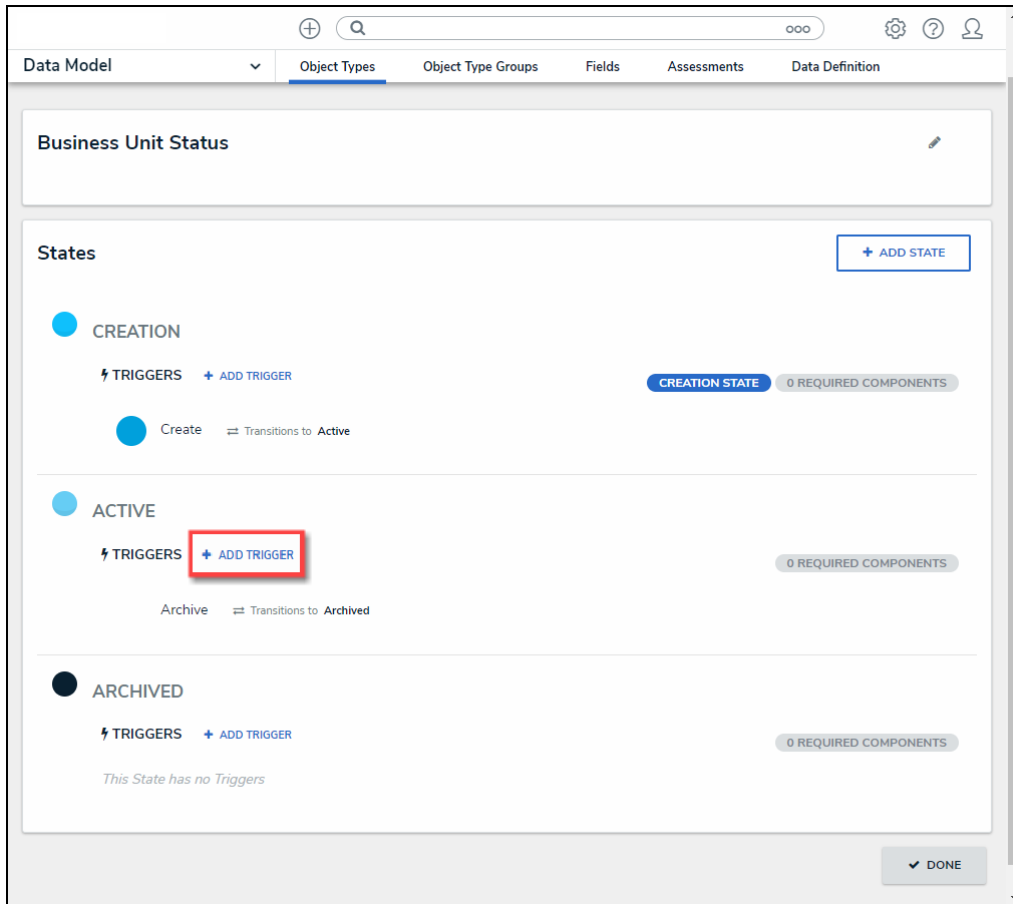 ooo
Data Model Object Types Object Type Groups Fields Assessments Data Definition
Business Unit Status
States + ADD STATE
CREATION
TRIGGERS + ADD TRIGGER
CREATION STATE 0 REQUIRED COMPONENTS
Create Transitions to Active
ACTIVE
TRIGGERS + ADD TRIGGER
0 REQUIRED COMPONENTS
Archive Transitions to Archived
ARCHIVED
TRIGGERS + ADD TRIGGER
0 REQUIRED COMPONENTS
This State has no Triggers
DONE